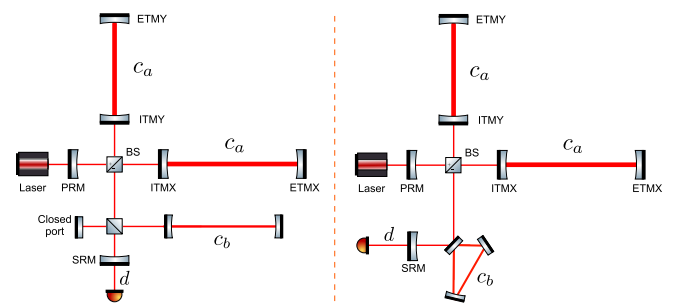 ETMY
c_a
ITMY
BS
c_a
Laser
PRM
ITMX
ETMX
Closed
port
c_b
SRM
d
ETMY
c_a
ITMY
BS
c_a
Laser
PRM
ITMX
ETMX
d
SRM
c_b